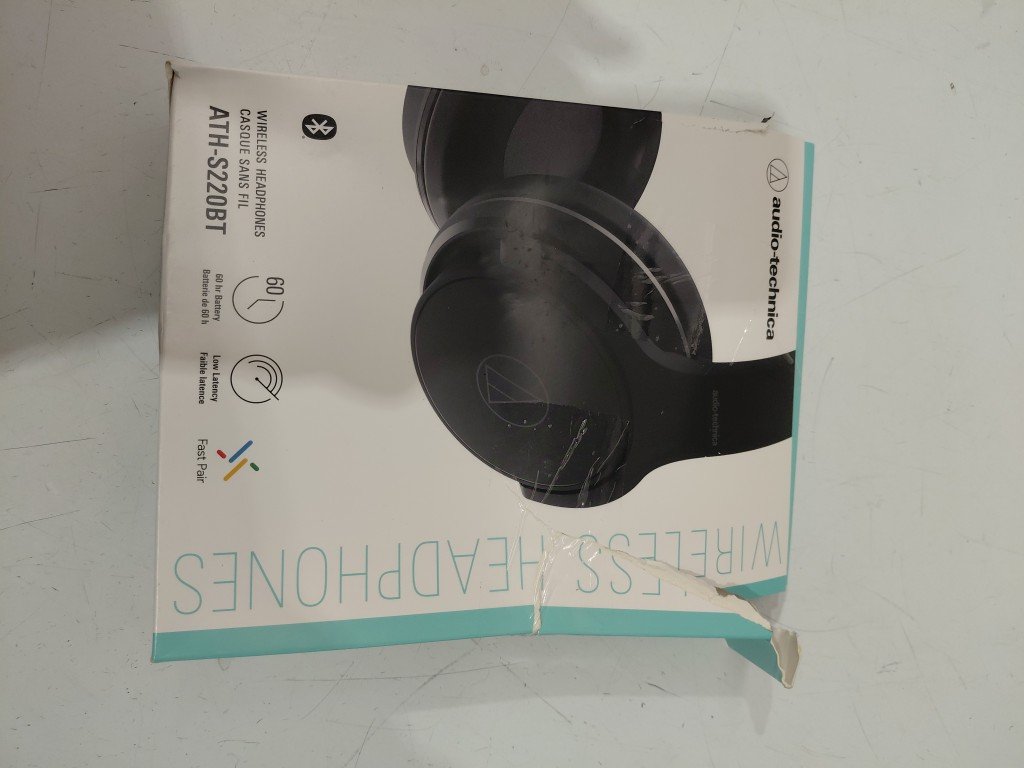 audio-technica
audio-technica
WIRELESS HEADPHONES
CASQUE SANS FIL
ATH-S220BT
60
60 hr Battery
Batterie de 60 h
Low Latency
Faible latence
Fast Pair
WIRELESS HEADPHONES